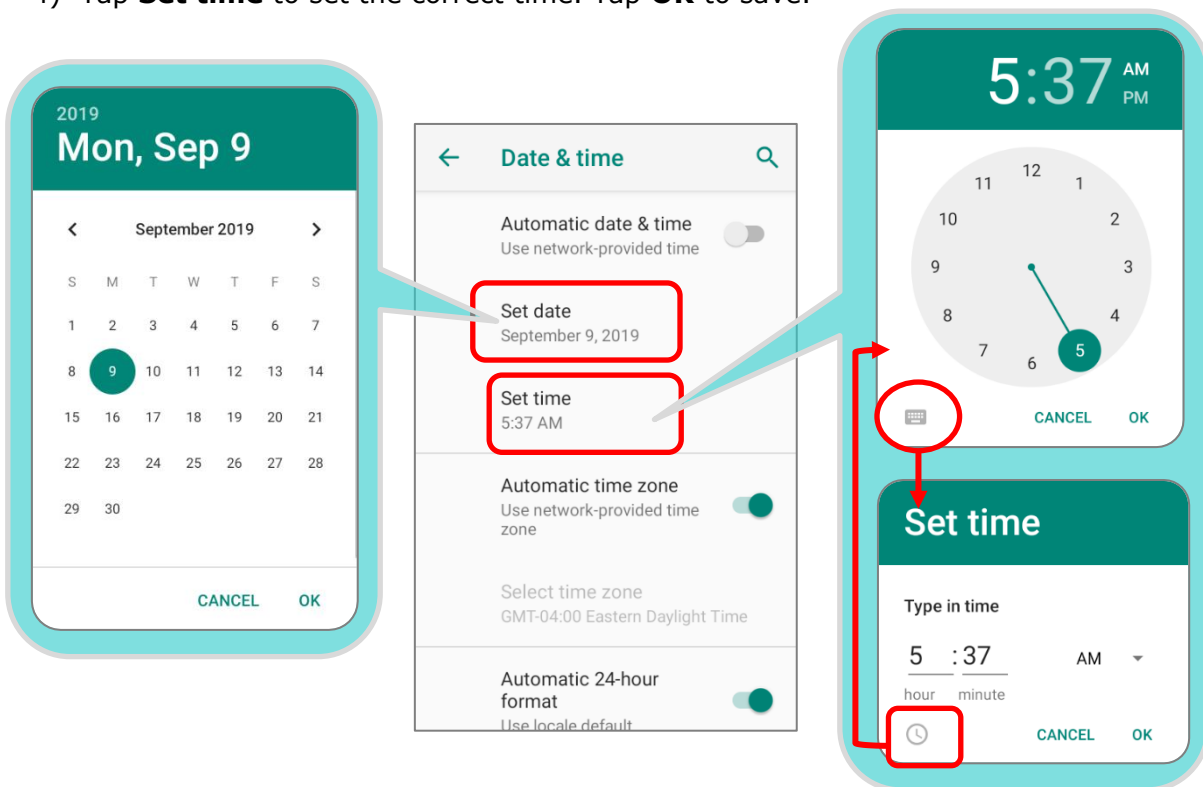 4) Tap Set time to set the correct time. Tap OK to save.
2019
Mon, Sep 9
September 2019
S M T W T F S
1 2 3 4 5 6 7
8 9 10 11 12 13 14
15 16 17 18 19 20 21
22 23 24 25 26 27 28
29 30
CANCEL OK
Date & time
Automatic date & time
Use network-provided time
Set date
September 9, 2019
Set time
5:37 AM
Automatic time zone
Use network-provided time
zone
Select time zone
GMT-04:00 Eastern Daylight Time
Automatic 24-hour
format
Use locale default
5:37 AM
PM
12
11 1
10 2
9 3
8 4
7 5
6
CANCEL OK
Set time
Type in time
5 : 37 AM
hour minute
CANCEL OK